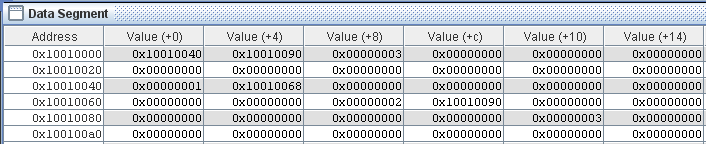 Data Segment
Address Value (+0) Value (+4) Value (+8) Value (+c) Value (+10) Value (+14)
0x10010000 0x10010040 0x10010090 0x00000003 0x00000000 0x00000000 0x00000000
0x10010020 0x00000000 0x00000000 0x00000000 0x00000000 0x00000000 0x00000000
0x10010040 0x00000001 0x10010068 0x00000000 0x00000000 0x00000000 0x00000000
0x10010060 0x00000000 0x00000000 0x00000002 0x10010090 0x00000000 0x00000000
0x10010080 0x00000000 0x00000000 0x00000000 0x00000000 0x00000003 0x00000000
0x100100a0 0x00000000 0x00000000 0x00000000 0x00000000 0x00000000 0x00000000